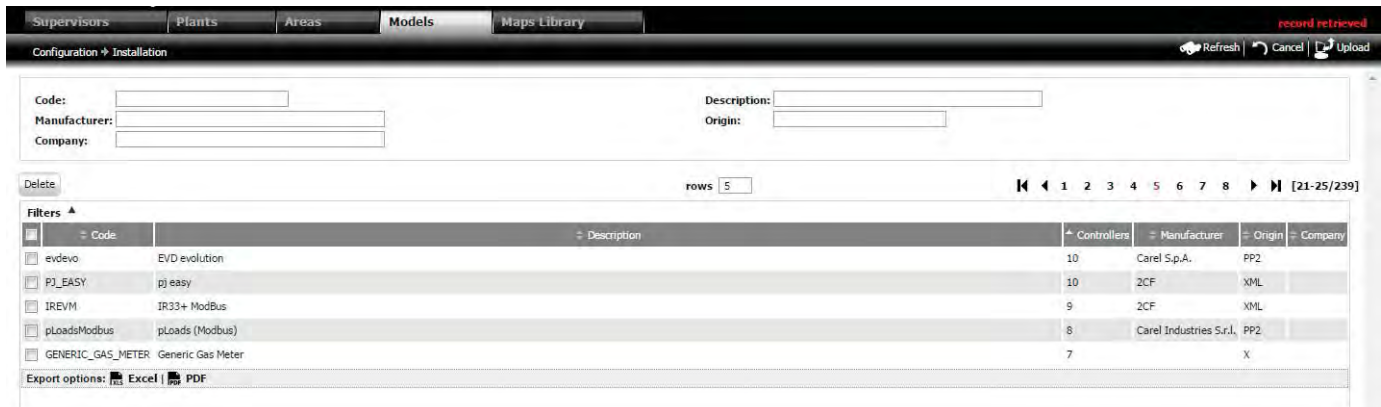 Supervisors Plants Areas Models Maps Library record retrieved
Configuration Installation Refresh | Cancel | Upload
Code: Description:
Manufacturer: Origin:
Company:
Delete rows 5 1 2 3 4 5 6 7 8 [21-25/239]
Filters
Code Description Controllers Manufacturer Origin Company
evdevo EVD evolution 10 Carel S.p.A. PP2
PJ_EASY pj easy 10 2CF XML
IREVM IR33+ ModBus 9 2CF XML
pLoadsModbus pLoads (Modbus) 8 Carel Industries S.r.l. PP2
GENERIC_GAS_METER Generic Gas Meter 7 X
Export options: Excel | PDF